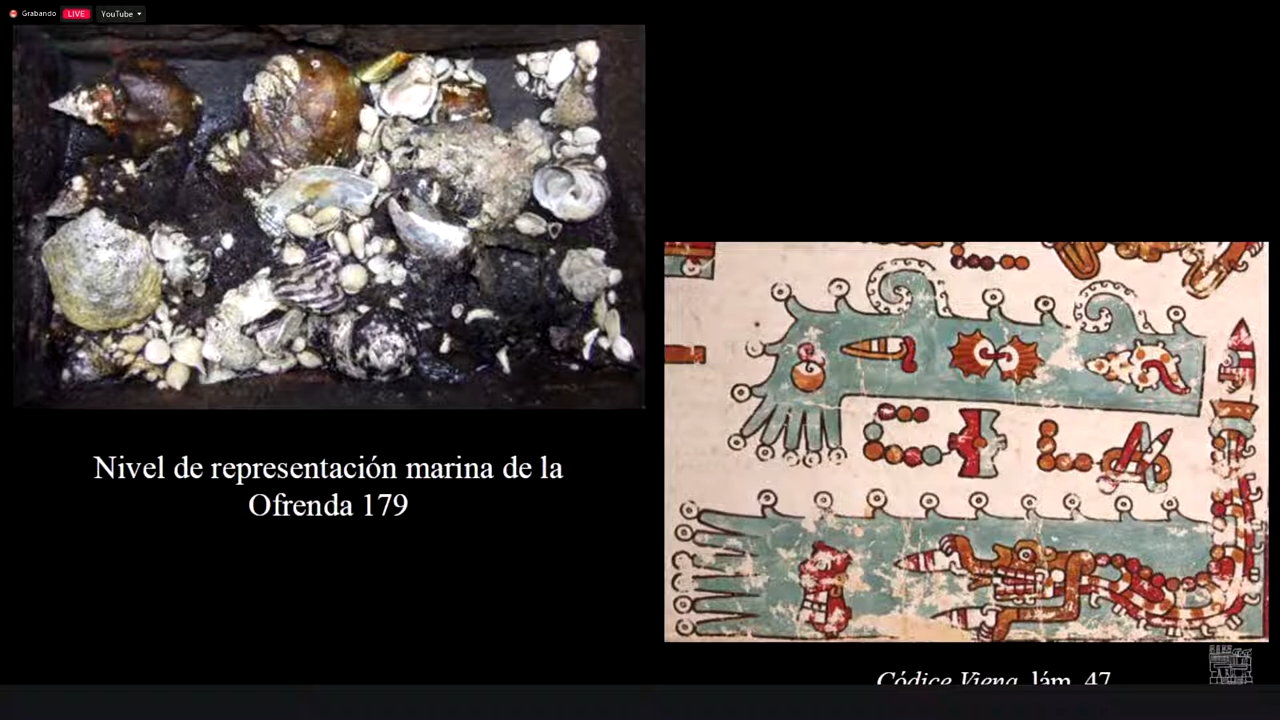 Grabando
LIVE
YouTube
Nivel de representación marina de la
Ofrenda 179
Códice Viena, lám. 47